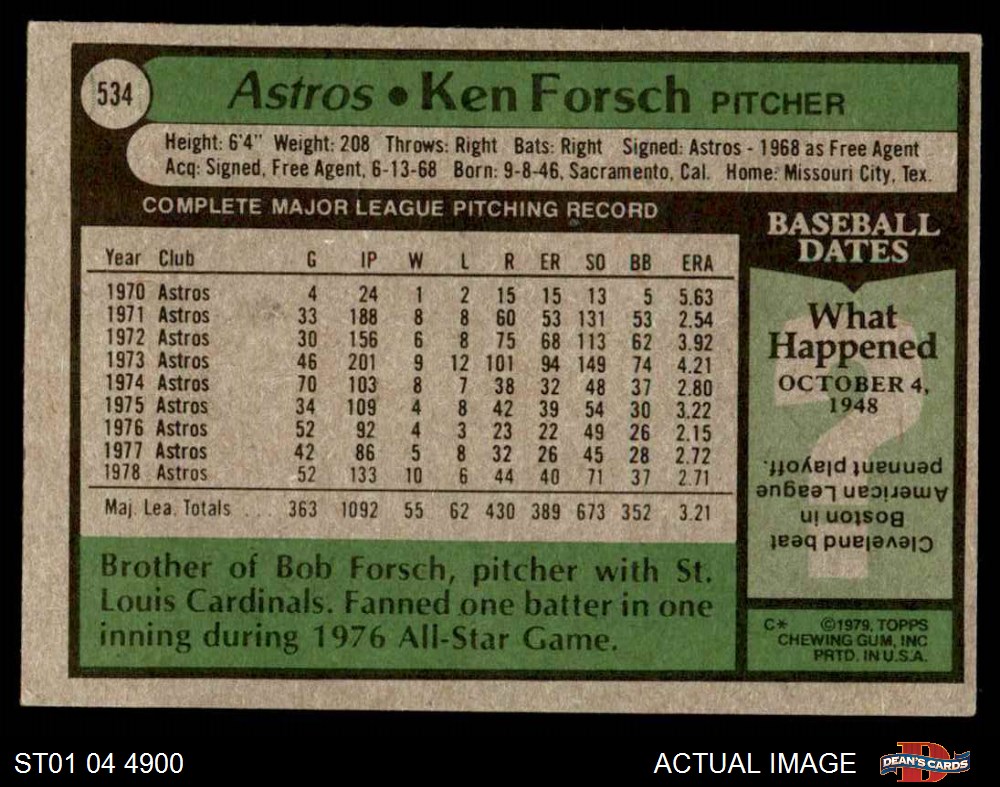 534
Astros • Ken Forsch PITCHER
Height: 6'4" Weight: 208 Throws: Right Bats: Right Signed: Astros - 1968 as Free Agent
Acq: Signed, Free Agent, 6-13-68 Born: 9-8-46, Sacramento, Cal. Home: Missouri City, Tex.
COMPLETE MAJOR LEAGUE PITCHING RECORD
Year Club G IP W L R ER SO BB ERA
1970 Astros 4 24 1 2 15 15 13 5 5.63
1971 Astros 33 188 8 8 60 53 131 53 2.54
1972 Astros 30 156 6 8 75 68 113 62 3.92
1973 Astros 46 201 9 12 101 94 149 74 4.21
1974 Astros 70 103 8 7 38 32 48 37 2.80
1975 Astros 34 109 4 8 42 39 54 30 3.22
1976 Astros 52 92 4 3 23 22 49 26 2.15
1977 Astros 42 86 5 8 32 26 45 28 2.72
1978 Astros 52 133 10 6 44 40 71 37 2.71
Maj. Lea. Totals ... 363 1092 55 62 430 389 673 352 3.21
Brother of Bob Forsch, pitcher with St.
Louis Cardinals. Fanned one batter in one
inning during 1976 All-Star Game.
BASEBALL
DATES
What
Happened
OCTOBER 4,
1948
?
Cleveland beat
Boston in
American League
pennant playoff.
C* ©1979, TOPPS
CHEWING GUM, INC
PRTD. IN U.S.A.
ST01 04 4900
ACTUAL IMAGE
D
DEAN'S CARDS